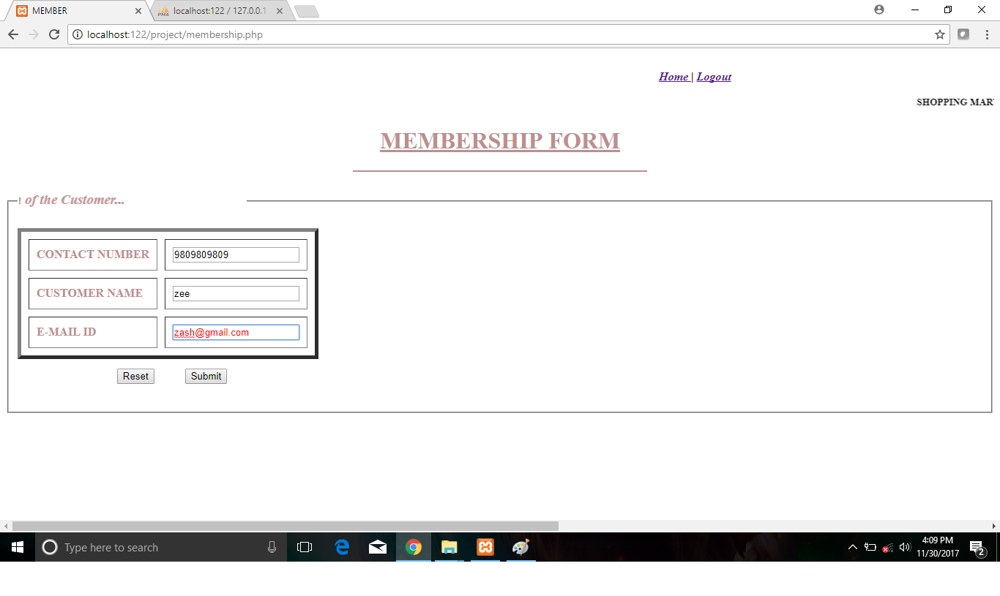 MEMBER
localhost:122 / 127.0.0.1
localhost:122/project/membership.php
Home | Logout
SHOPPING MAR
MEMBERSHIP FORM
of the Customer...
CONTACT NUMBER 9809809809
CUSTOMER NAME zee
E-MAIL ID zash@gmail.com
Reset Submit
Type here to search
4:09 PM
11/30/2017
2